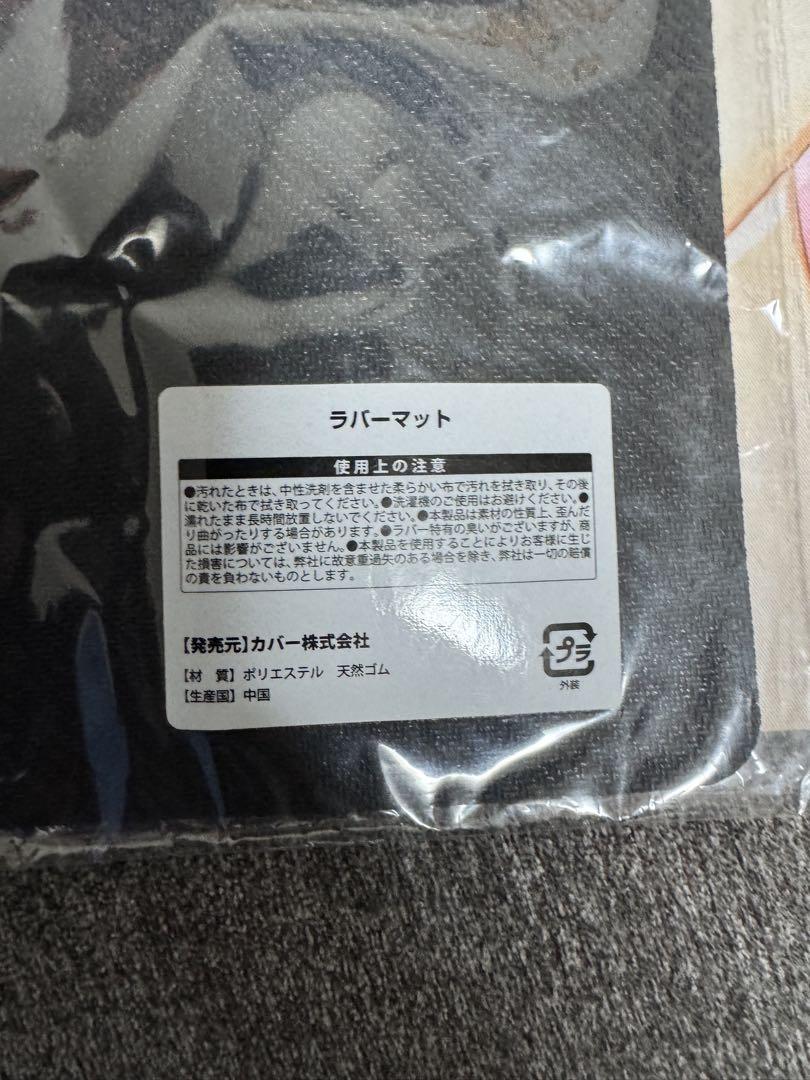 ラバーマット
使用上の注意
●汚れたときは、中性洗剤を含ませた柔らかい布で汚れを拭き取り、その後
に乾いた布で拭き取ってください。●洗濯機のご使用はお避けください。●
濡れたまま長時間放置しないでください。●本製品は素材の性質上、歪んだ
り曲がったりする場合があります。●ラバー特有の臭いがございますが、商
品には影響がございません。●本製品を使用することによりお客様に生じ
た損害については、弊社に故意重過失のある場合を除き、弊社は一切の賠償
の責を負わないものとします。
【発売元】カバー株式会社
【材　質】ポリエステル　天然ゴム
【生産国】中国
プラ
外装